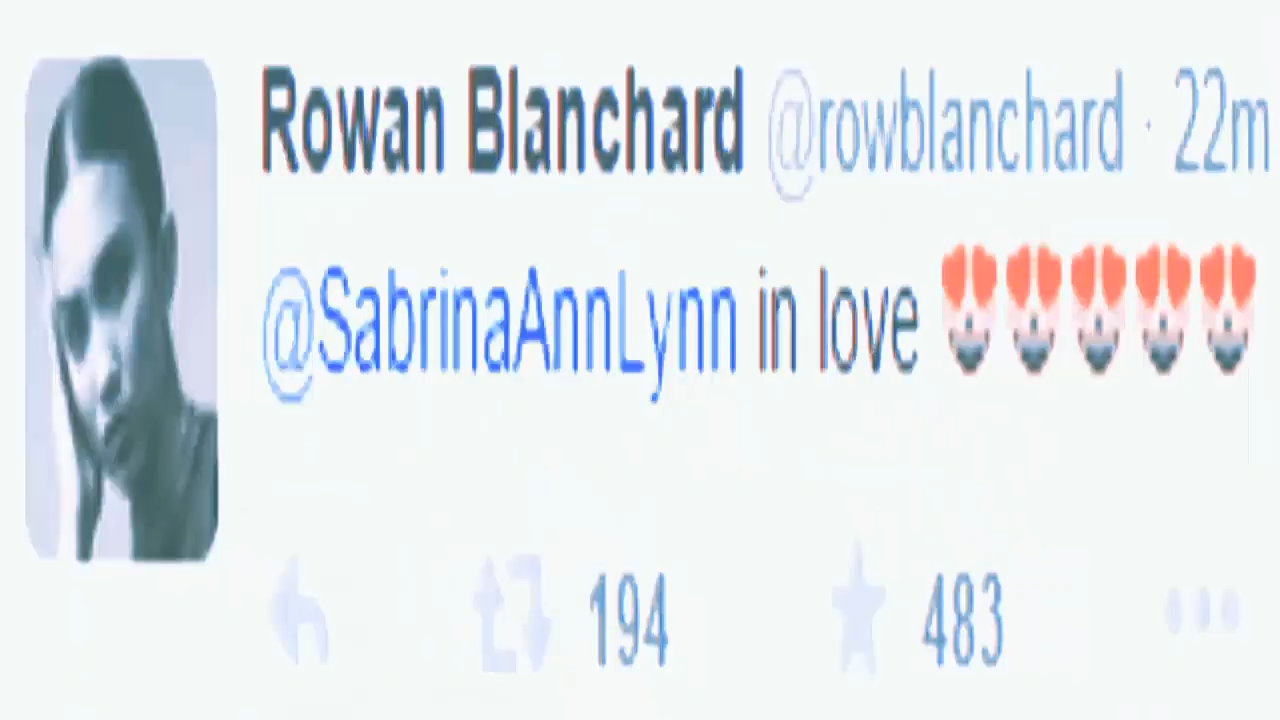 Rowan Blanchard @rowblanchard · 22m
@SabrinaAnnLynn in love 😍😍😍😍😍
194 483